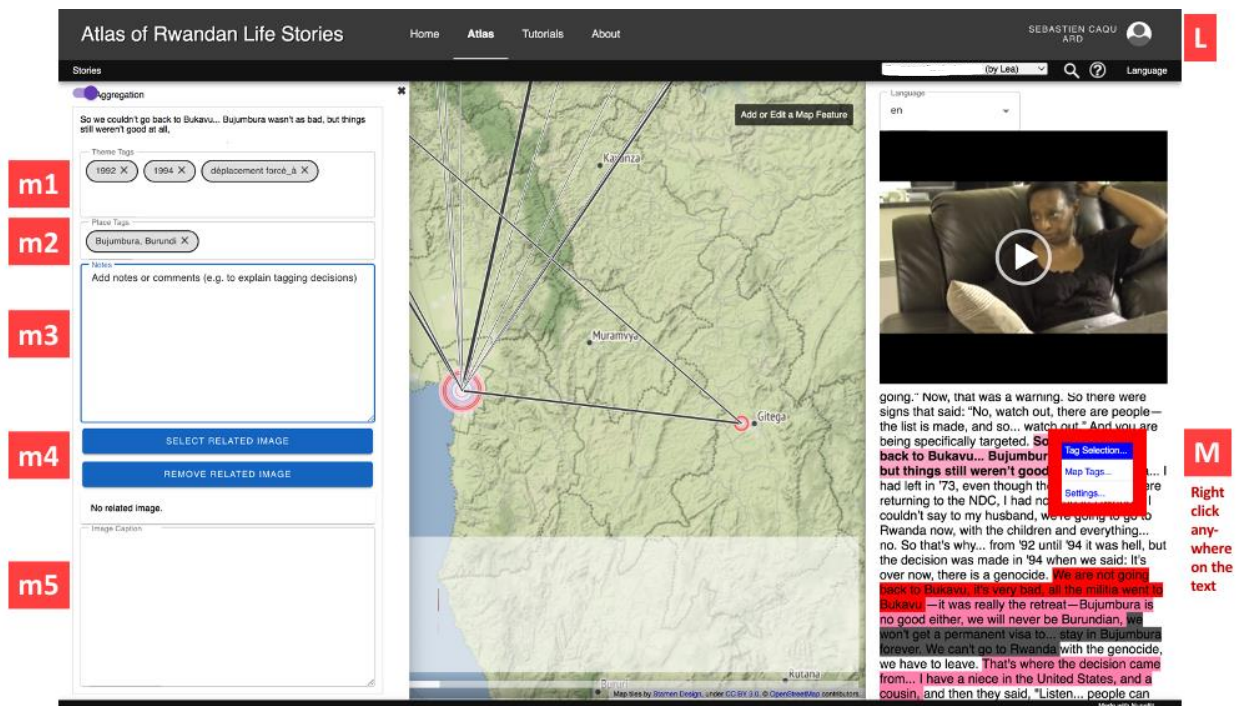 Atlas of Rwandan Life Stories
Home Atlas Tutorials About
SEBASTIEN CAQU
ARD
L
Stories
(by Lea)
Language
Aggregation
So we couldn't go back to Bukavu... Bujumbura wasn't as bad, but things
still weren't good at all,
m1
Theme Tags
1992 X 1994 X déplacement forcé_à X
m2
Place Tags
Bujumbura, Burundi X
m3
Notes
Add notes or comments (e.g. to explain tagging decisions)
m4
SELECT RELATED IMAGE
REMOVE RELATED IMAGE
No related image.
m5
Image Caption
Add or Edit a Map Feature
Kayanza
Muramvya
Gitega
Rutana
Bururi
Map tiles by Stamen Design, under CC BY 3.0. © OpenStreetMap contributors
Language
en
going." Now, that was a warning. So there were
signs that said: "No, watch out, there are people—
the list is made, and so... watch out." And you are
being specifically targeted. So
back to Bukavu... Bujumbur
but things still weren't good ... I
had left in '73, even though th ere
returning to the NDC, I had no
couldn't say to my husband, we're going to go to
Rwanda now, with the children and everything...
no. So that's why... from '92 until '94 it was hell, but
the decision was made in '94 when we said: It's
over now, there is a genocide. We are not going
back to Bukavu, it's very bad, all the militia went to
Bukavu —it was really the retreat—Bujumbura is
no good either, we will never be Burundian, we
won't get a permanent visa to... stay in Bujumbura
forever. We can't go to Rwanda with the genocide,
we have to leave. That's where the decision came
from... I have a niece in the United States, and a
cousin, and then they said, "Listen... people can
Tag Selection...
Map Tags...
Settings...
M
Right
click
any-
where
on the
text